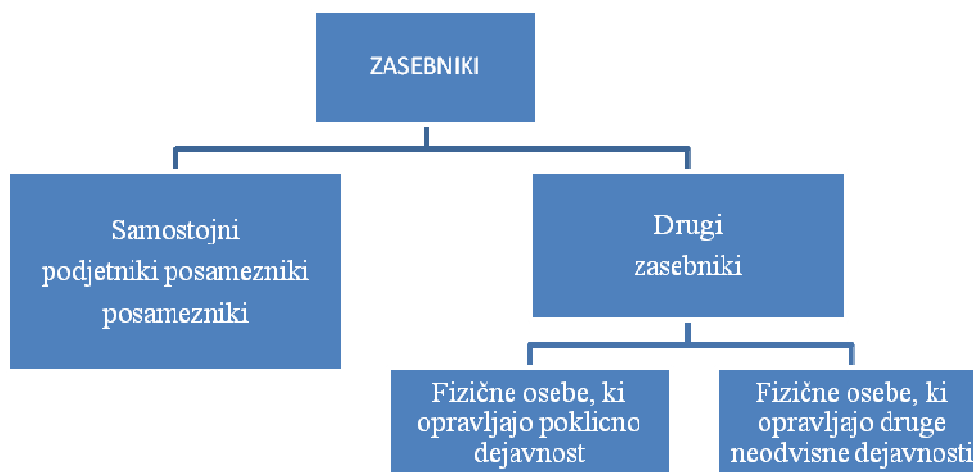 ZASEBNIKI
Samostojni
podjetniki posamezniki
posamezniki
Drugi
zasebniki
Fizične osebe, ki
opravljajo poklicno
dejavnost
Fizične osebe, ki
opravljajo druge
neodvisne dejavnosti